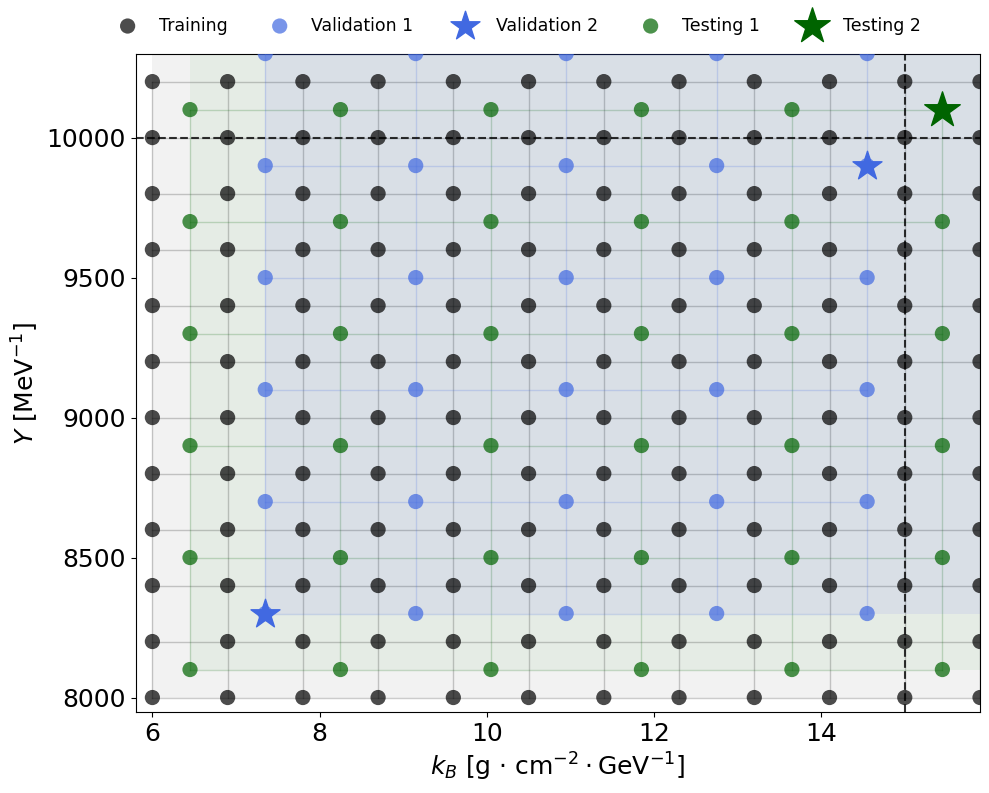 Training Validation 1 Validation 2 Testing 1 Testing 2
10000
9500
9000
8500
8000
Y [MeV⁻¹]
6 8 10 12 14
k_B [g · cm⁻² · GeV⁻¹]